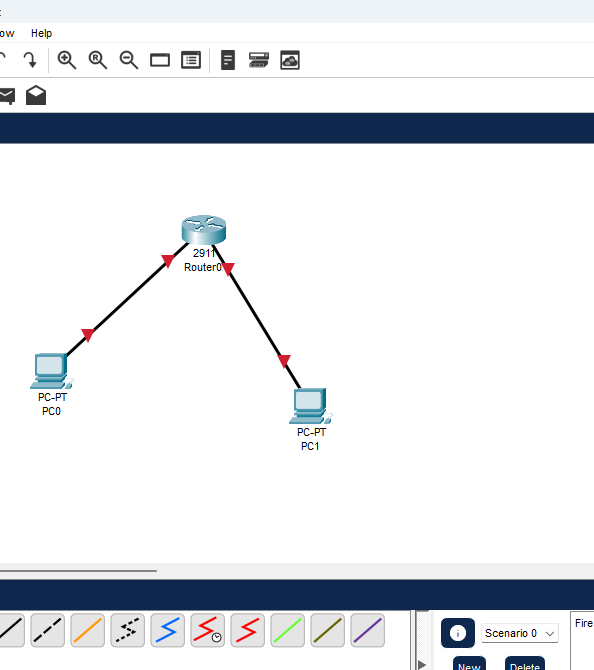 ow Help
2911
Router0
PC-PT
PC0
PC-PT
PC1
Scenario 0
Fire
New Delete